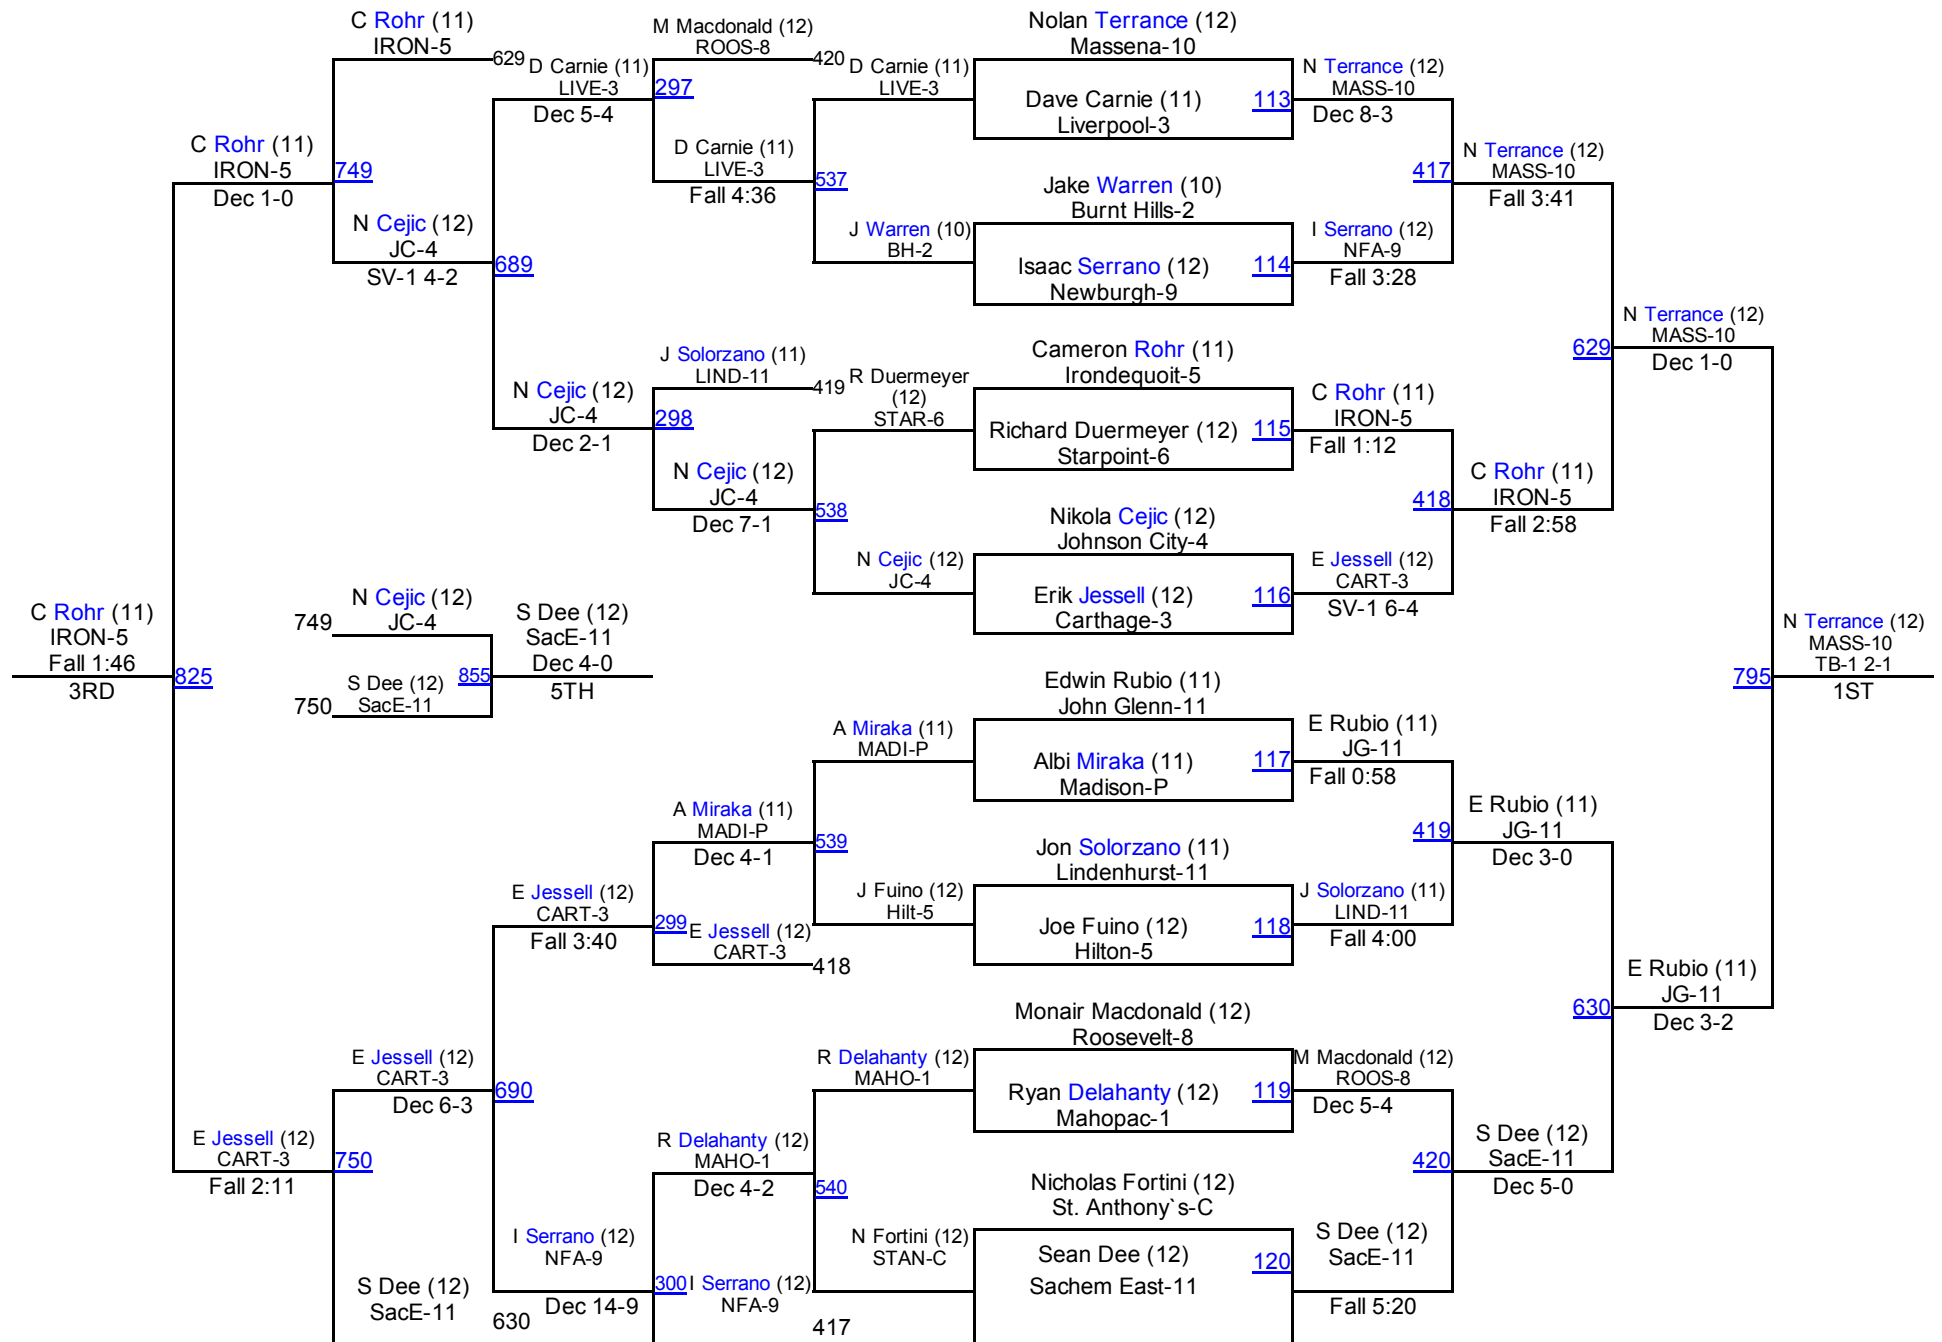 C Rohr (11)
IRON-5
629
C Rohr (11)
IRON-5
Dec 1-0
749
N Cejic (12)
JC-4
SV-1 4-2
689
D Carnie (11)
LIVE-3
Dec 5-4
M Macdonald (12)
ROOS-8
420
297
D Carnie (11)
LIVE-3
Fall 4:36
D Carnie (11)
LIVE-3
537
J Warren (10)
BH-2
Nolan Terrance (12)
Massena-10
Dave Carnie (11)
Liverpool-3
113
N Terrance (12)
MASS-10
Dec 8-3
Jake Warren (10)
Burnt Hills-2
Isaac Serrano (12)
Newburgh-9
114
I Serrano (12)
NFA-9
Fall 3:28
417
N Terrance (12)
MASS-10
Fall 3:41
J Solorzano (11)
LIND-11
419
N Cejic (12)
JC-4
Dec 2-1
298
N Cejic (12)
JC-4
Dec 7-1
R Duermeyer
(12)
STAR-6
538
N Cejic (12)
JC-4
Cameron Rohr (11)
Irondequoit-5
Richard Duermeyer (12)
Starpoint-6
115
C Rohr (11)
IRON-5
Fall 1:12
Nikola Cejic (12)
Johnson City-4
Erik Jessell (12)
Carthage-3
116
E Jessell (12)
CART-3
SV-1 6-4
418
C Rohr (11)
IRON-5
Fall 2:58
629
N Terrance (12)
MASS-10
Dec 1-0
C Rohr (11)
IRON-5
Fall 1:46
3RD
825
749
N Cejic (12)
JC-4
750
S Dee (12)
SacE-11
855
S Dee (12)
SacE-11
Dec 4-0
5TH
795
N Terrance (12)
MASS-10
TB-1 2-1
1ST
Edwin Rubio (11)
John Glenn-11
Albi Miraka (11)
Madison-P
117
E Rubio (11)
JG-11
Fall 0:58
A Miraka (11)
MADI-P
A Miraka (11)
MADI-P
Dec 4-1
539
J Fuino (12)
Hilt-5
Jon Solorzano (11)
Lindenhurst-11
Joe Fuino (12)
Hilton-5
118
J Solorzano (11)
LIND-11
Fall 4:00
419
E Rubio (11)
JG-11
Dec 3-0
E Jessell (12)
CART-3
Fall 3:40
299
E Jessell (12)
CART-3
418
630
E Rubio (11)
JG-11
Dec 3-2
E Jessell (12)
CART-3
Dec 6-3
690
R Delahanty (12)
MAHO-1
Monair Macdonald (12)
Roosevelt-8
Ryan Delahanty (12)
Mahopac-1
119
M Macdonald (12)
ROOS-8
Dec 5-4
E Jessell (12)
CART-3
Fall 2:11
750
R Delahanty (12)
MAHO-1
Dec 4-2
540
420
S Dee (12)
SacE-11
Dec 5-0
N Fortini (12)
STAN-C
Nicholas Fortini (12)
St. Anthony`s-C
Sean Dee (12)
Sachem East-11
120
S Dee (12)
SacE-11
Fall 5:20
S Dee (12)
SacE-11
630
I Serrano (12)
NFA-9
Dec 14-9
300
I Serrano (12)
NFA-9
417